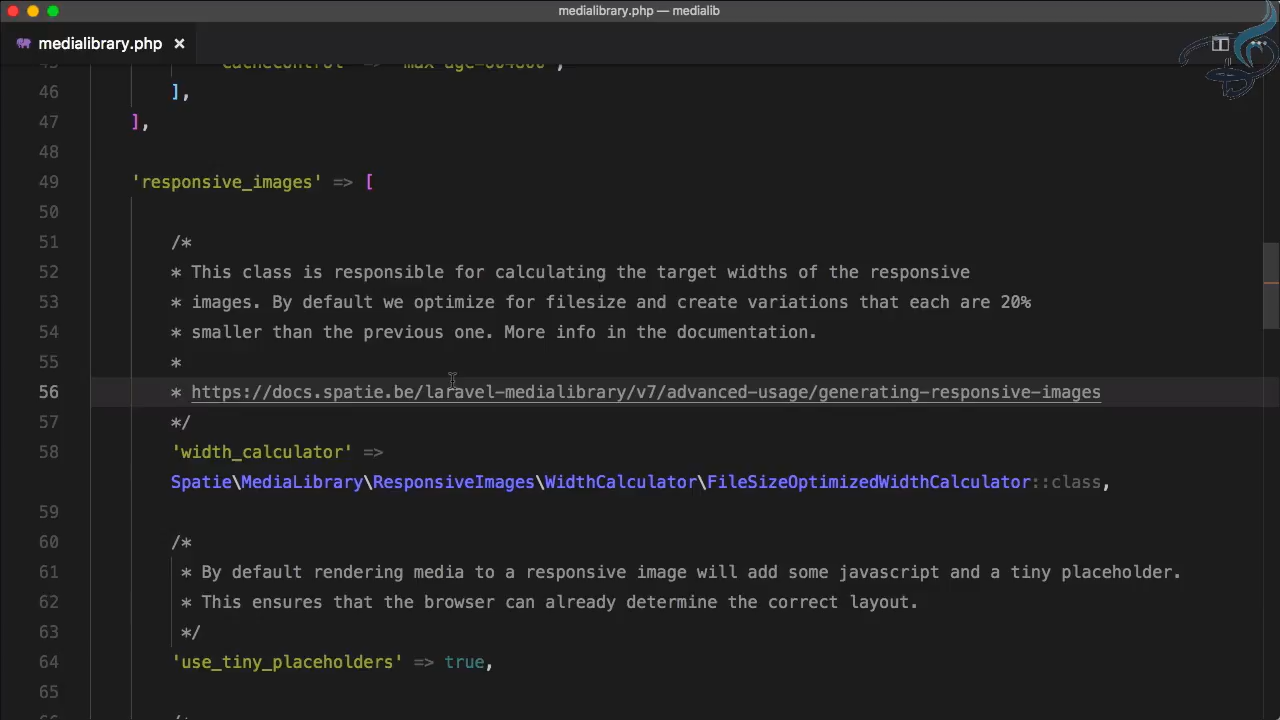 medialibrary.php — medialib
medialibrary.php ×
46 ],
47 ],
48
49 'responsive_images' => [
50
51 /*
52 * This class is responsible for calculating the target widths of the responsive
53 * images. By default we optimize for filesize and create variations that each are 20%
54 * smaller than the previous one. More info in the documentation.
55 *
56 * https://docs.spatie.be/laravel-medialibrary/v7/advanced-usage/generating-responsive-images
57 */
58 'width_calculator' =>
Spatie\MediaLibrary\ResponsiveImages\WidthCalculator\FileSizeOptimizedWidthCalculator::class,
59
60 /*
61 * By default rendering media to a responsive image will add some javascript and a tiny placeholder.
62 * This ensures that the browser can already determine the correct layout.
63 */
64 'use_tiny_placeholders' => true,
65